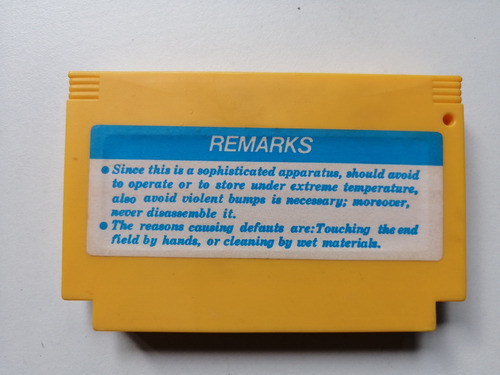 REMARKS
• Since this is a sophisticated apparatus, should avoid
to operate or to store under extreme temperature,
also avoid violent bumps is necessary; moreover,
never disassemble it.
• The reasons causing defauts are:Touching the end
field by hands, or cleaning by wet materials.